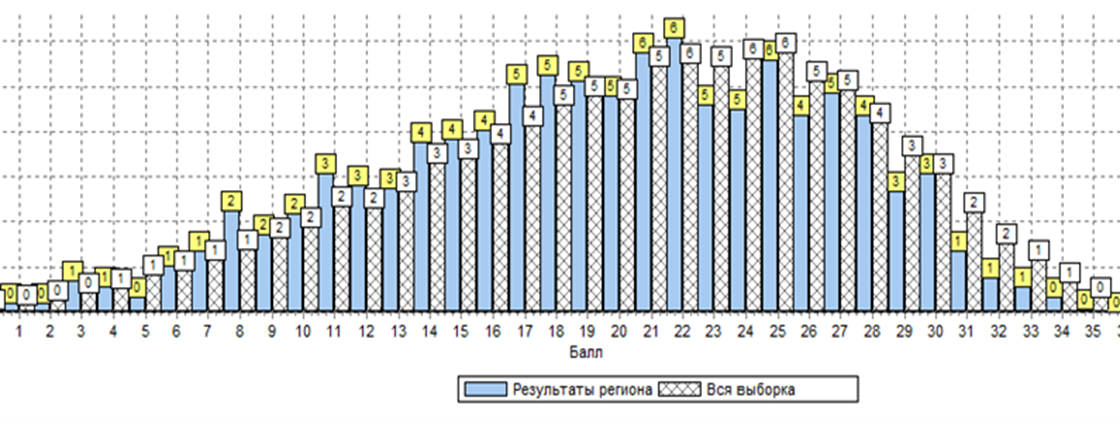 0 0 0 0 1 0 1 1 0 1 1 1 1 1 2 1 2 2 2 2 3 2 3 2 3 3 4 3 4 3 4 4 5 4 5 5 5 5 5 5 6 5 6 6 5 5 5 6 6 6 4 5 5 5 4 4 3 3 3 3 1 2 1 2 1 1 0 1 0 0 0
1 2 3 4 5 6 7 8 9 10 11 12 13 14 15 16 17 18 19 20 21 22 23 24 25 26 27 28 29 30 31 32 33 34 35
Балл
Результаты региона Вся выборка